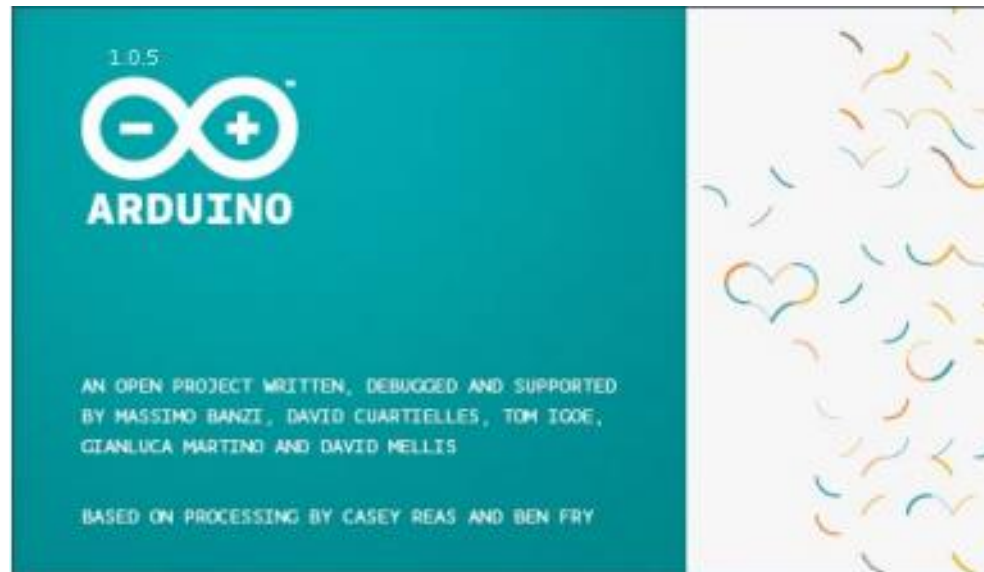 1.0.5
ARDUINO
AN OPEN PROJECT WRITTEN, DEBUGGED AND SUPPORTED
BY MASSIMO BANZI, DAVID CUARTIELLES, TOM IGOE,
GIANLUCA MARTINO AND DAVID MELLIS
BASED ON PROCESSING BY CASEY REAS AND BEN FRY